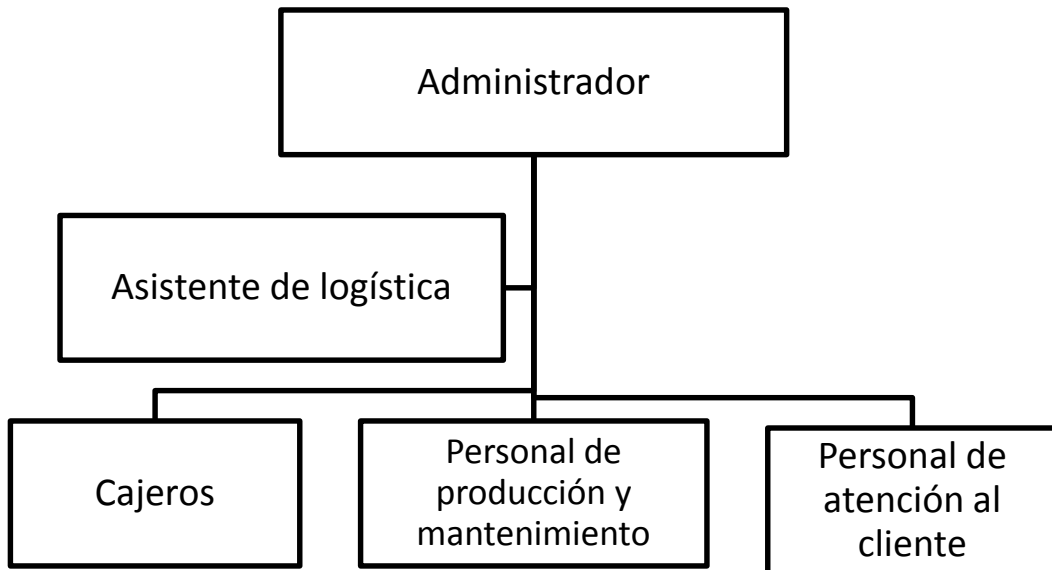 Administrador
Asistente de logística
Cajeros
Personal de
producción y
mantenimiento
Personal de
atención al
cliente